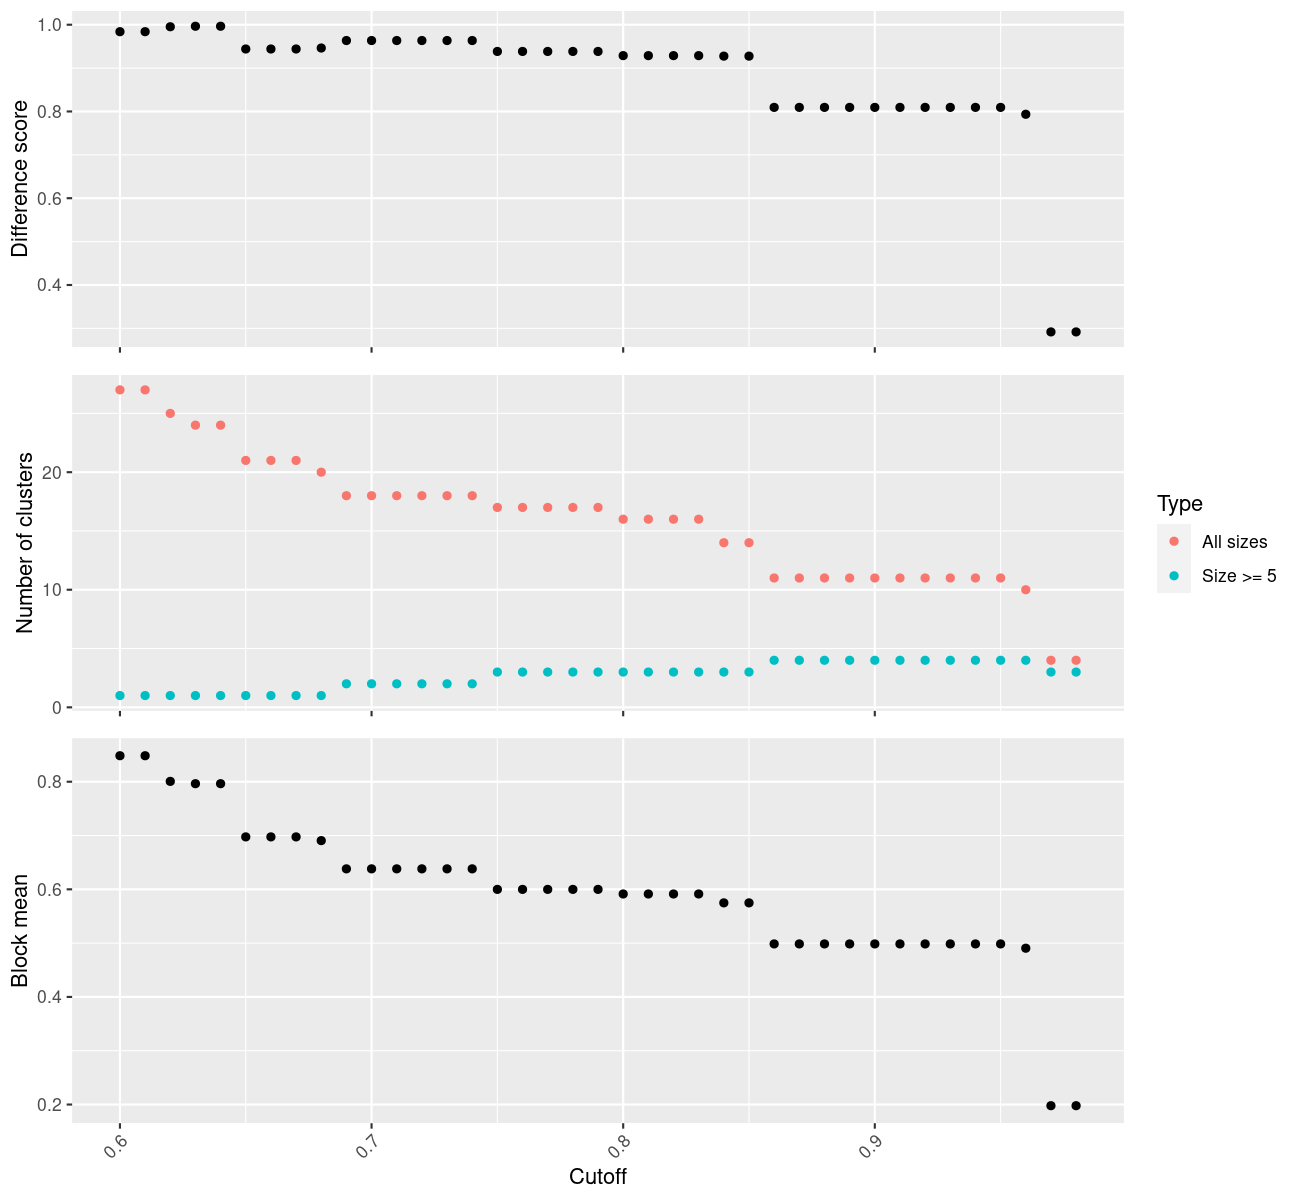 Difference score
1.0
0.8
0.6
0.4
Number of clusters
20
10
0
Type
All sizes
Size >= 5
Block mean
0.8
0.6
0.4
0.2
0.6
0.7
0.8
0.9
Cutoff